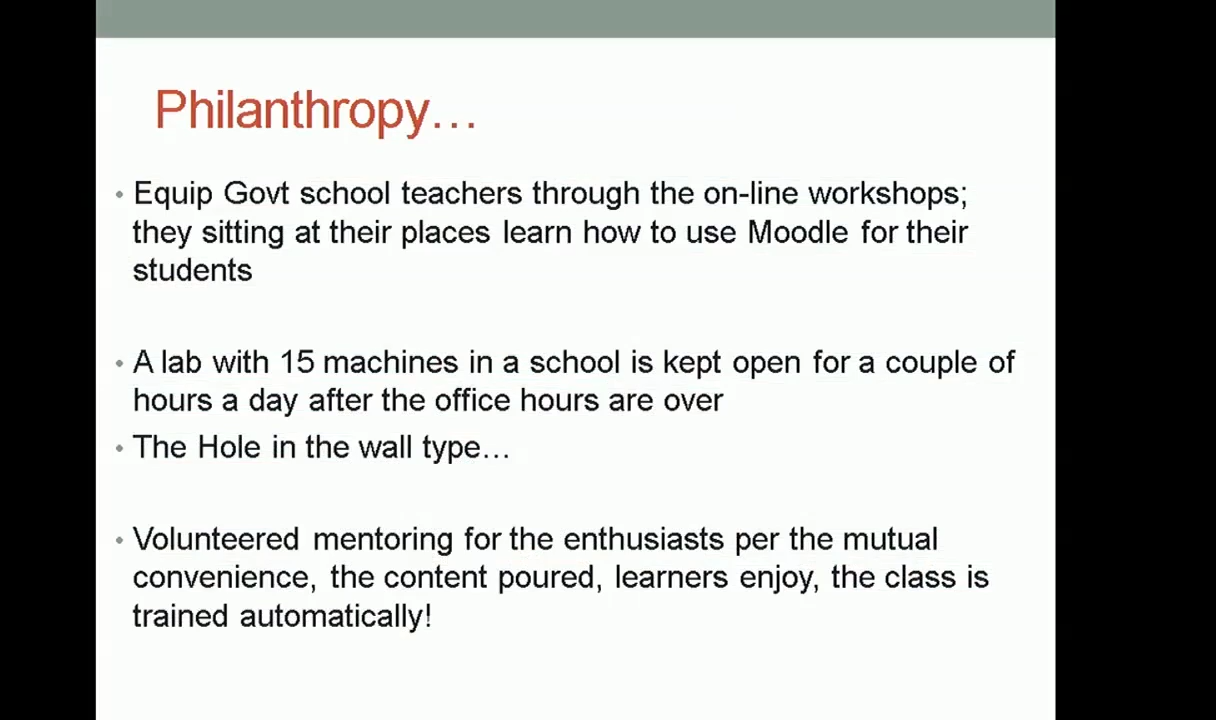 Philanthropy…
• Equip Govt school teachers through the on-line workshops;
they sitting at their places learn how to use Moodle for their
students
• A lab with 15 machines in a school is kept open for a couple of
hours a day after the office hours are over
• The Hole in the wall type…
• Volunteered mentoring for the enthusiasts per the mutual
convenience, the content poured, learners enjoy, the class is
trained automatically!